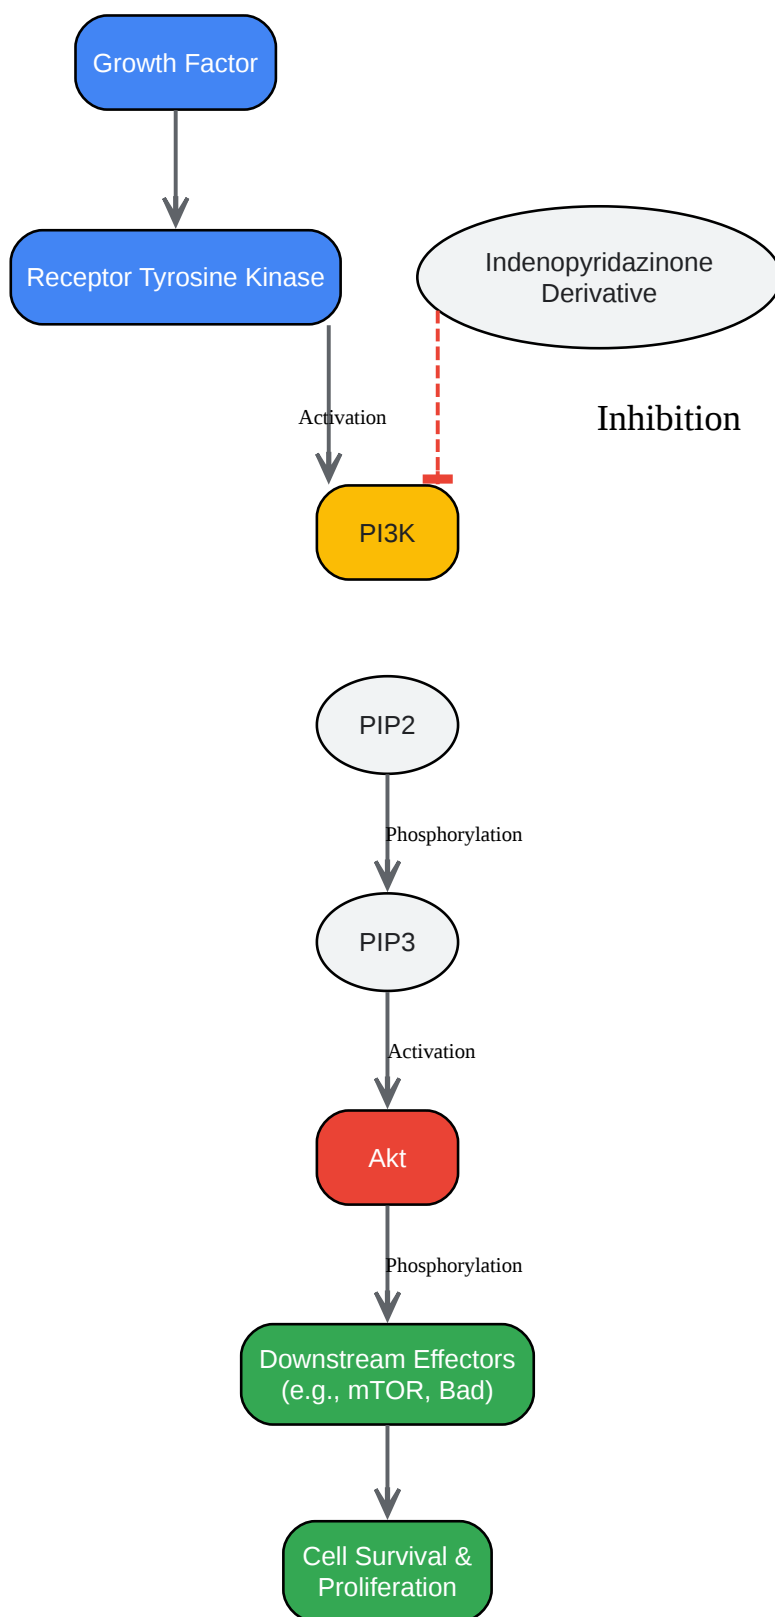 Growth Factor
Receptor Tyrosine Kinase
Indenopyridazinone
Derivative
Activation
Inhibition
PI3K
PIP2
Phosphorylation
PIP3
Activation
Akt
Phosphorylation
Downstream Effectors
(e.g., mTOR, Bad)
Cell Survival &
Proliferation